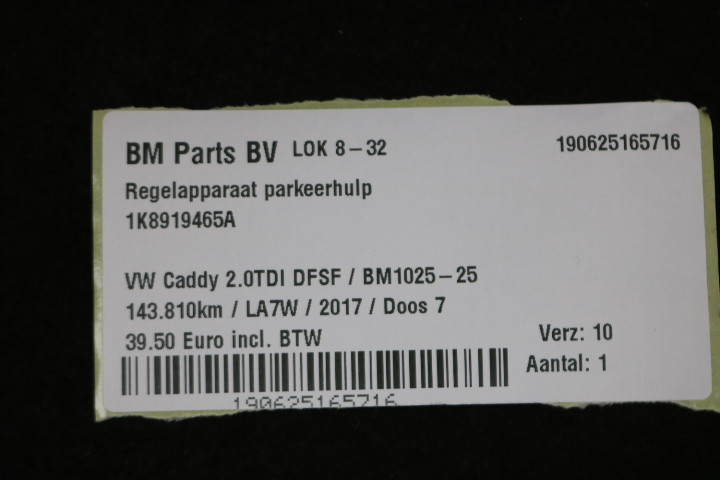 BM Parts BV LOK 8-32 190625165716
Regelapparaat parkeerhulp
1K8919465A
VW Caddy 2.0TDI DFSF / BM1025-25
143.810km / LA7W / 2017 / Doos 7
39.50 Euro incl. BTW Verz: 10
Aantal: 1
190625165716